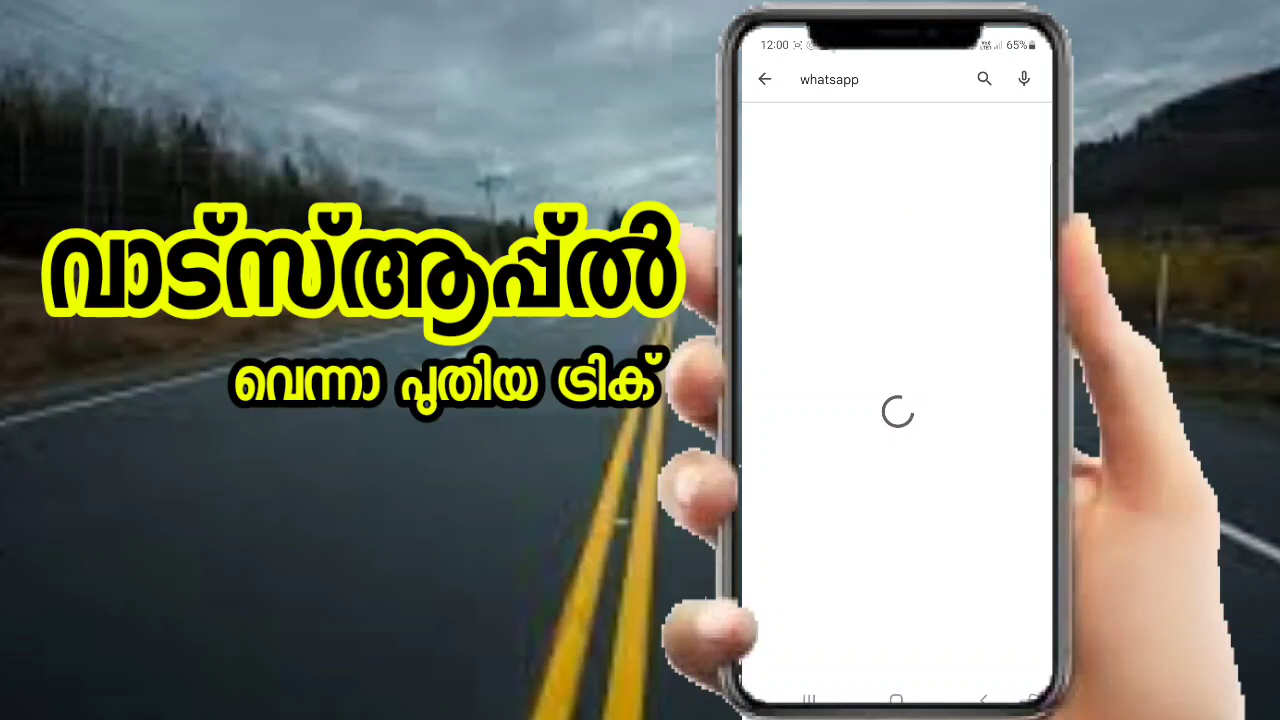 12:00 65%
whatsapp
വാട്സ്ആപ്പ്ൽ
വെന്നാ പുതിയ ട്രിക്